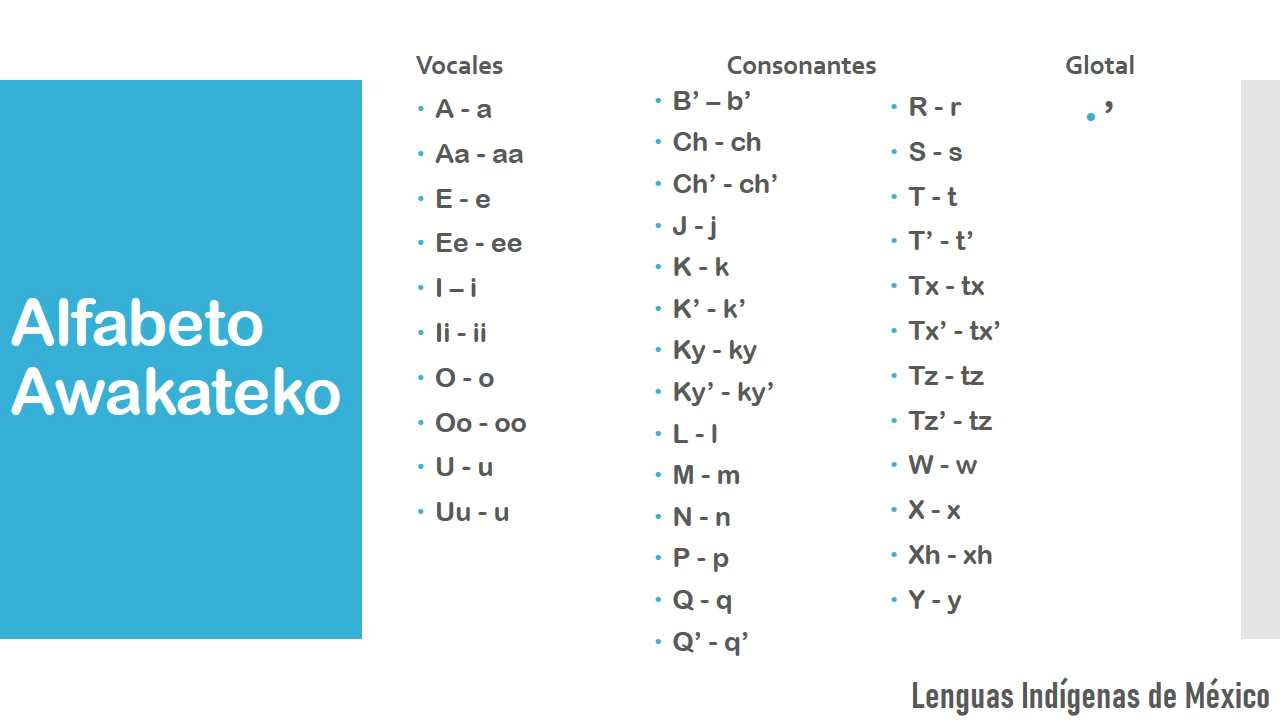 Alfabeto
Awakateko
Vocales
A - a
Aa - aa
E - e
Ee - ee
I – i
Ii - ii
O - o
Oo - oo
U - u
Uu - u
Consonantes
B’ – b’
Ch - ch
Ch’ - ch’
J - j
K - k
K’ - k’
Ky - ky
Ky’ - ky’
L - l
M - m
N - n
P - p
Q - q
Q’ - q’
R - r
S - s
T - t
T’ - t’
Tx - tx
Tx’ - tx’
Tz - tz
Tz’ - tz
W - w
X - x
Xh - xh
Y - y
Glotal
’
Lenguas Indígenas de México